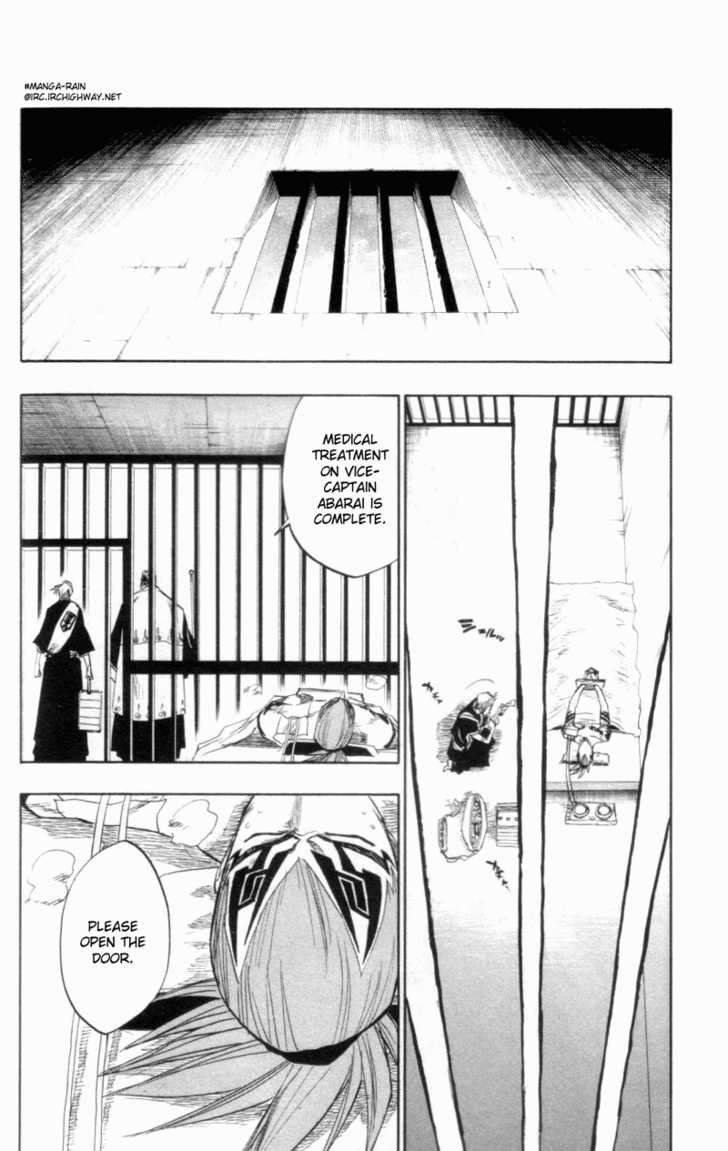 #MANGA-RAIN
@IRC.IRCHIGHWAY.NET
MEDICAL
TREATMENT
ON VICE-
CAPTAIN
ABARAI IS
COMPLETE.
PLEASE
OPEN THE
DOOR.